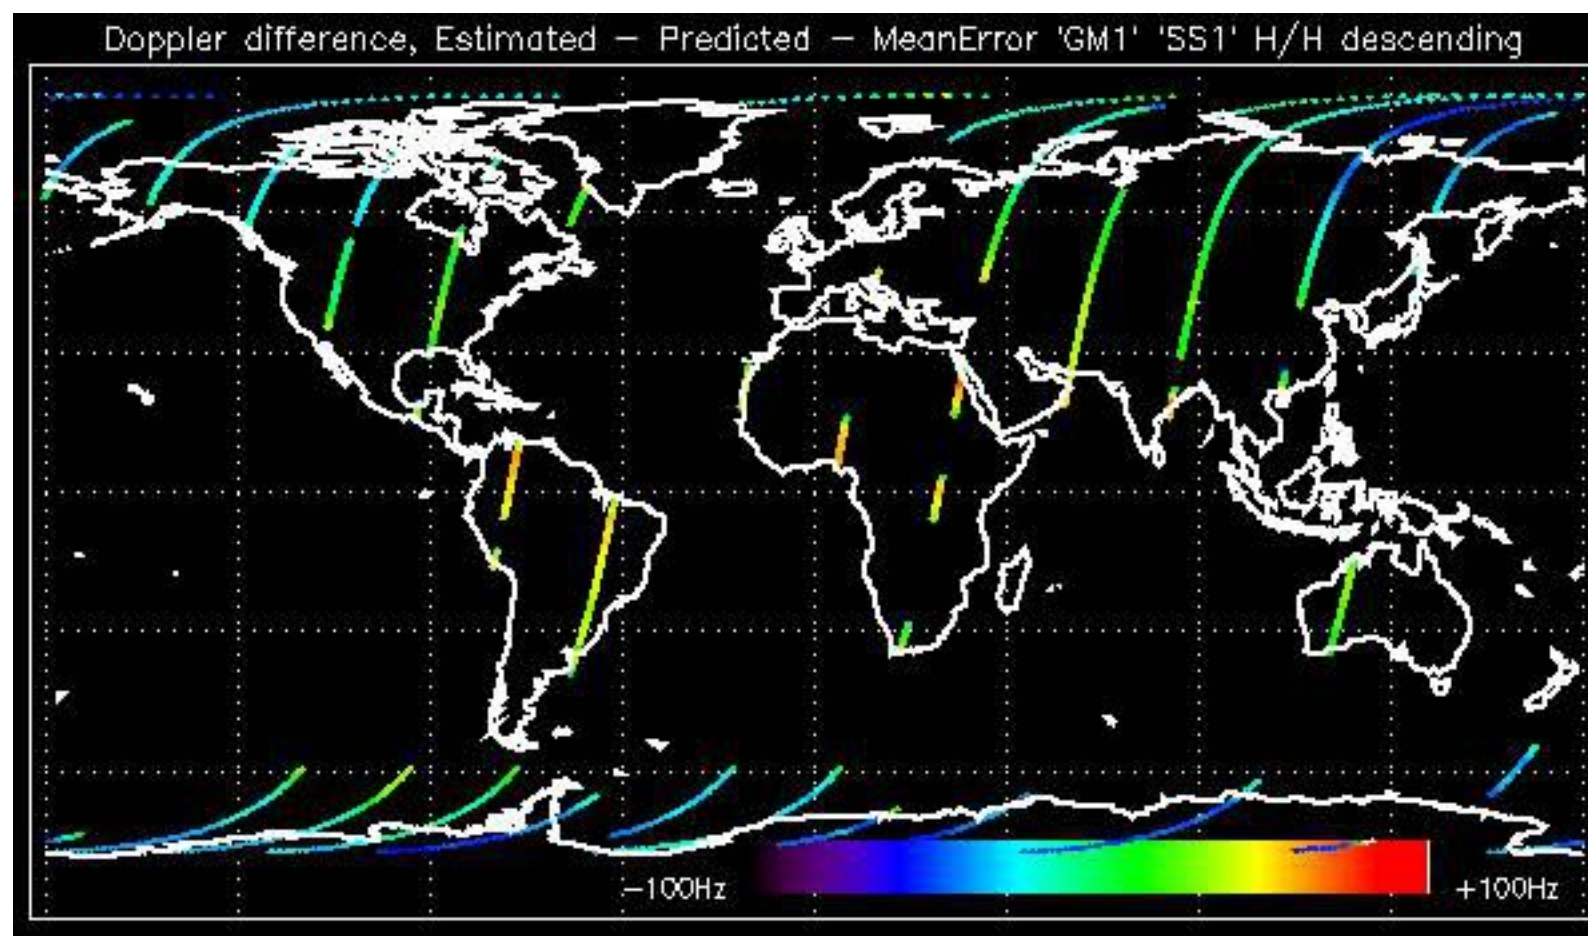 Doppler difference, Estimated – Predicted – MeanError 'GM1' 'SS1' H/H descending
–100Hz
+100Hz